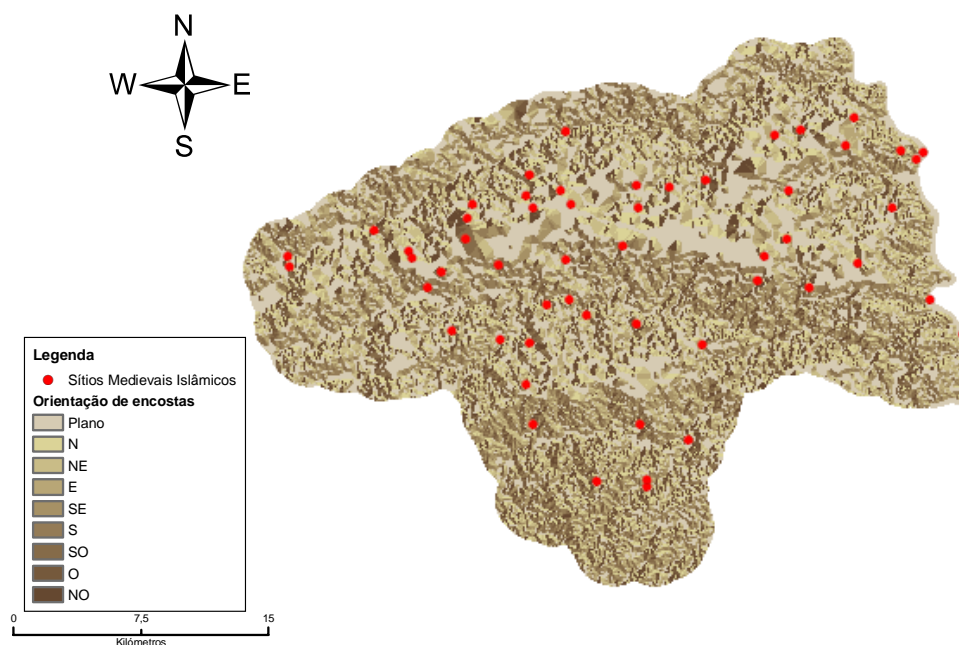 N
W E
S
Legenda
Sítios Medievais Islâmicos
Orientação de encostas
Plano
N
NE
E
SE
S
SO
O
NO
0 7,5 15
Kilómetros